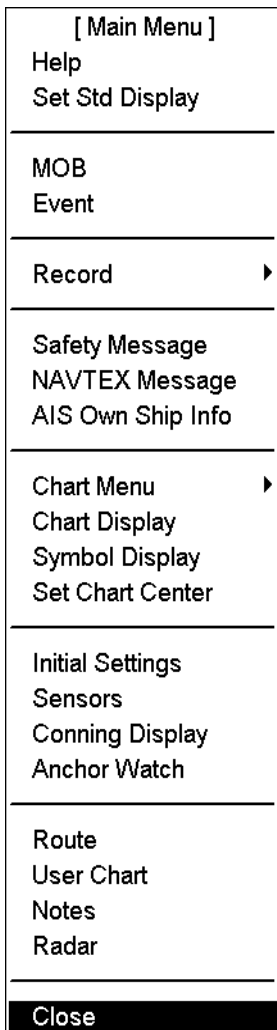 [ Main Menu ]
Help
Set Std Display
MOB
Event
Record
Safety Message
NAVTEX Message
AIS Own Ship Info
Chart Menu
Chart Display
Symbol Display
Set Chart Center
Initial Settings
Sensors
Conning Display
Anchor Watch
Route
User Chart
Notes
Radar
Close